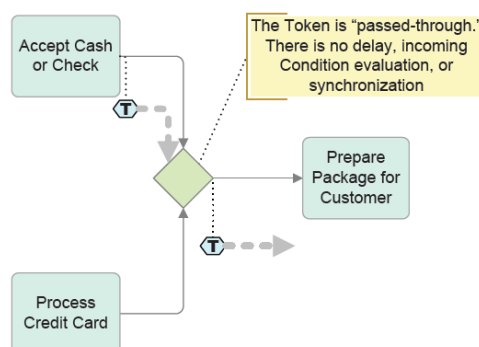 Accept Cash
or Check
The Token is “passed-through.”
There is no delay, incoming
Condition evaluation, or
synchronization
T
Prepare
Package for
Customer
T
Process
Credit Card